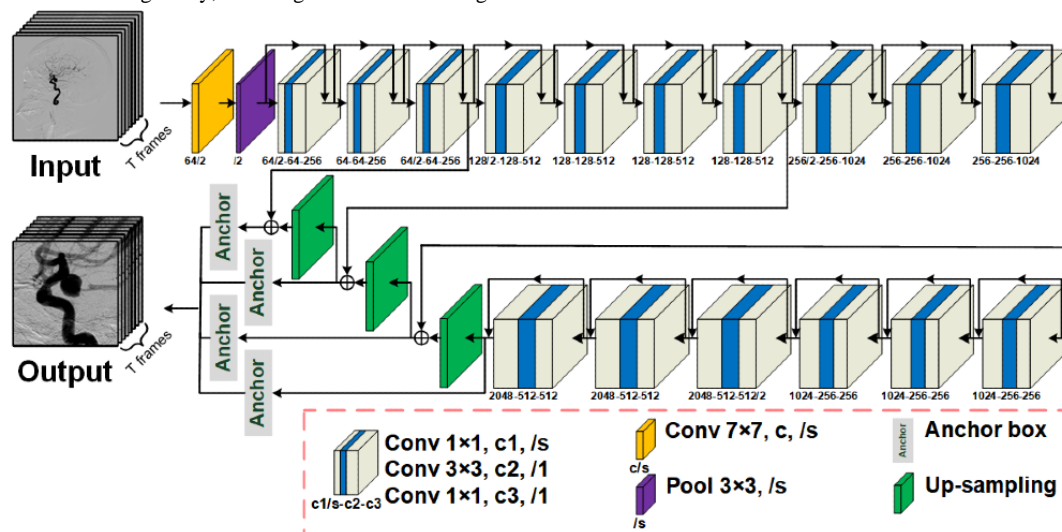 T frames
Input
64/2
/2
64/2-64-256
64-64-256
64/2-64-256
128/2-128-512
128-128-512
128-128-512
128-128-512
256/2-256-1024
256-256-1024
256-256-1024
Anchor
Anchor
Anchor
Anchor
T frames
Output
2048-512-512
2048-512-512
2048-512-512/2
1024-256-256
1024-256-256
1024-256-256
Conv 1×1, c1, /s
Conv 3×3, c2, /1
Conv 1×1, c3, /1
c1/s-c2-c3
Conv 7×7, c, /s
c/s
Pool 3×3, /s
/s
Anchor
Anchor box
Up-sampling